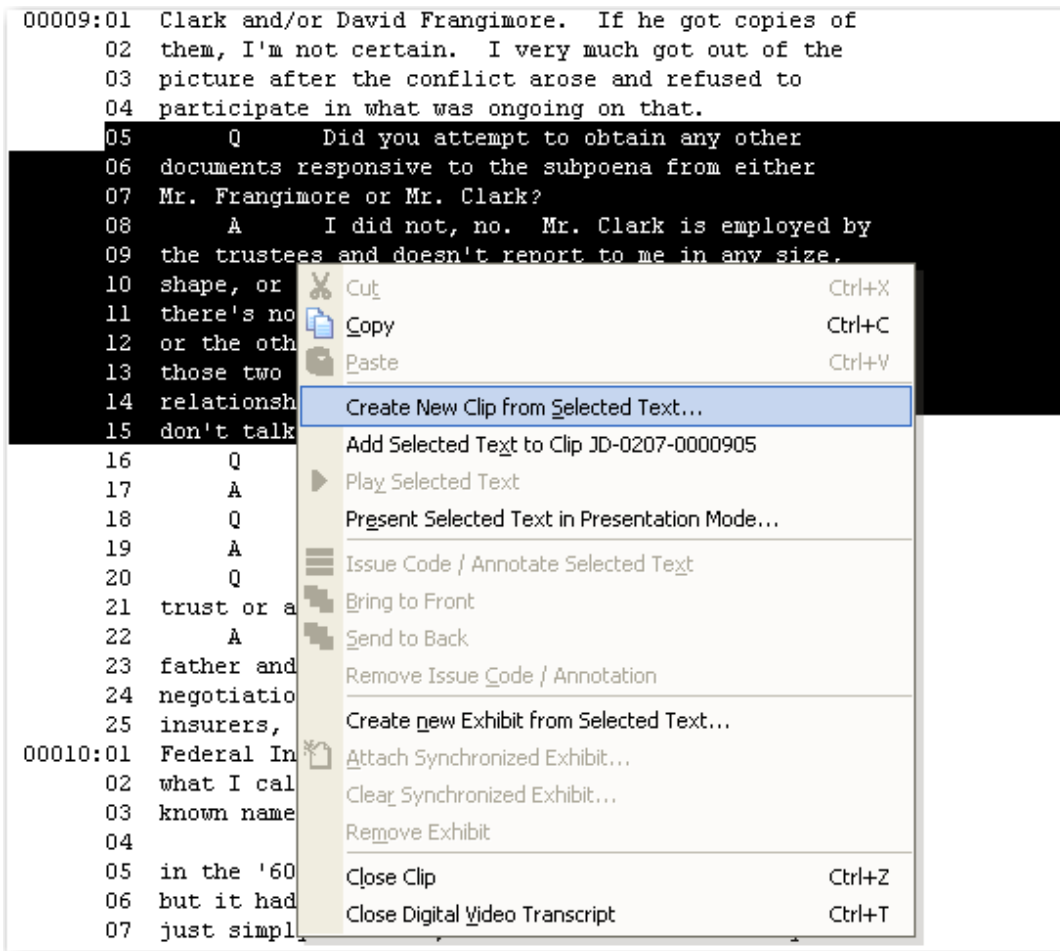 00009:01 Clark and/or David Frangimore. If he got copies of
02 them, I'm not certain. I very much got out of the
03 picture after the conflict arose and refused to
04 participate in what was ongoing on that.
05 Q Did you attempt to obtain any other
06 documents responsive to the subpoena from either
07 Mr. Frangimore or Mr. Clark?
08 A I did not, no. Mr. Clark is employed by
09 the trustees and doesn't report to me in any size,
10 shape, or
11 there's no
12 or the oth
13 those two
14 relationsh
15 don't talk
16 Q
17 A
18 Q
19 A
20 Q
21 trust or a
22 A
23 father and
24 negotiatio
25 insurers,
00010:01 Federal In
02 what I cal
03 known name
04
05 in the '60
06 but it had
07 just simpl
Cut Ctrl+X
Copy Ctrl+C
Paste Ctrl+V
Create New Clip from Selected Text...
Add Selected Text to Clip JD-0207-0000905
Play Selected Text
Present Selected Text in Presentation Mode...
Issue Code / Annotate Selected Text
Bring to Front
Send to Back
Remove Issue Code / Annotation
Create new Exhibit from Selected Text...
Attach Synchronized Exhibit...
Clear Synchronized Exhibit...
Remove Exhibit
Close Clip Ctrl+Z
Close Digital Video Transcript Ctrl+T